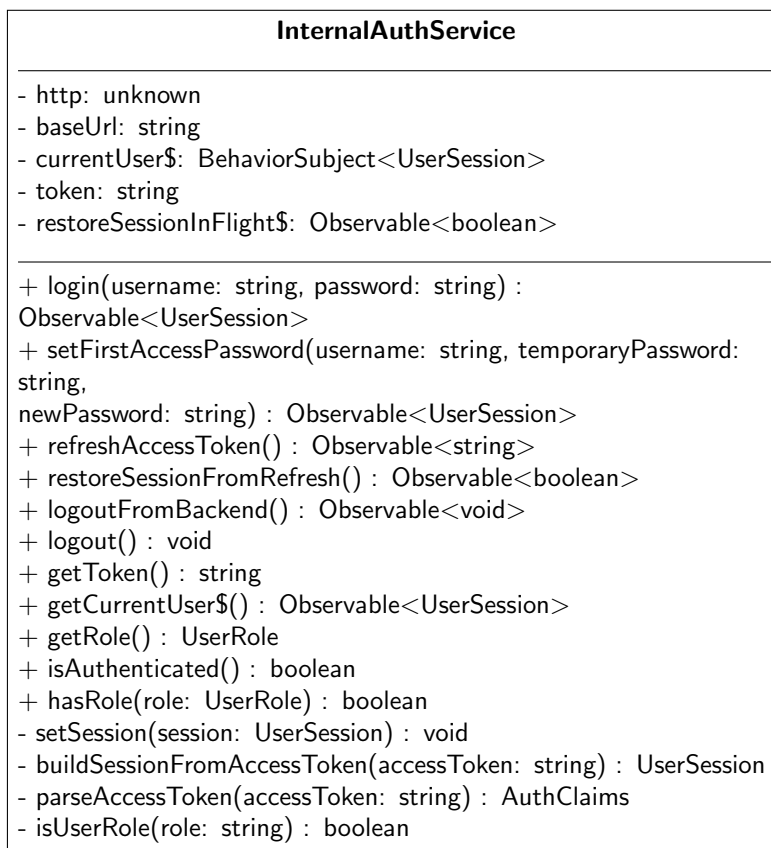 InternalAuthService
- http: unknown
- baseUrl: string
- currentUser$: BehaviorSubject<UserSession>
- token: string
- restoreSessionInFlight$: Observable<boolean>
+ login(username: string, password: string) :
Observable<UserSession>
+ setFirstAccessPassword(username: string, temporaryPassword:
string,
newPassword: string) : Observable<UserSession>
+ refreshAccessToken() : Observable<string>
+ restoreSessionFromRefresh() : Observable<boolean>
+ logoutFromBackend() : Observable<void>
+ logout() : void
+ getToken() : string
+ getCurrentUser$() : Observable<UserSession>
+ getRole() : UserRole
+ isAuthenticated() : boolean
+ hasRole(role: UserRole) : boolean
- setSession(session: UserSession) : void
- buildSessionFromAccessToken(accessToken: string) : UserSession
- parseAccessToken(accessToken: string) : AuthClaims
- isUserRole(role: string) : boolean